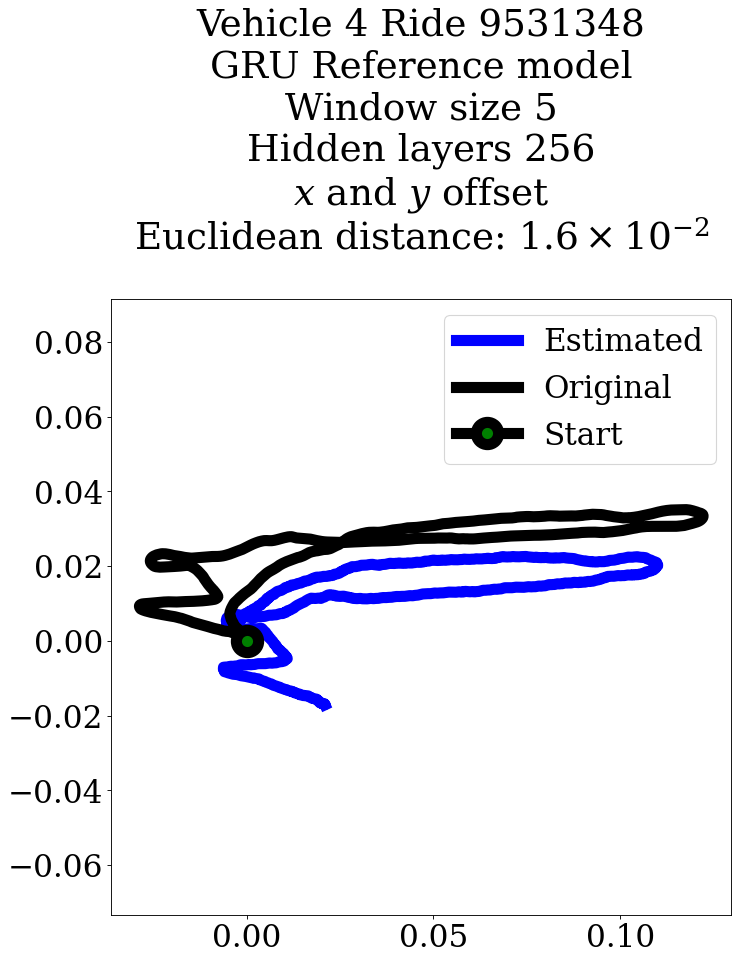 Vehicle 4 Ride 9531348
GRU Reference model
Window size 5
Hidden layers 256
x and y offset
Euclidean distance: 1.6 × 10⁻²
Estimated
Original
Start
0.08
0.06
0.04
0.02
0.00
−0.02
−0.04
−0.06
0.00 0.05 0.10